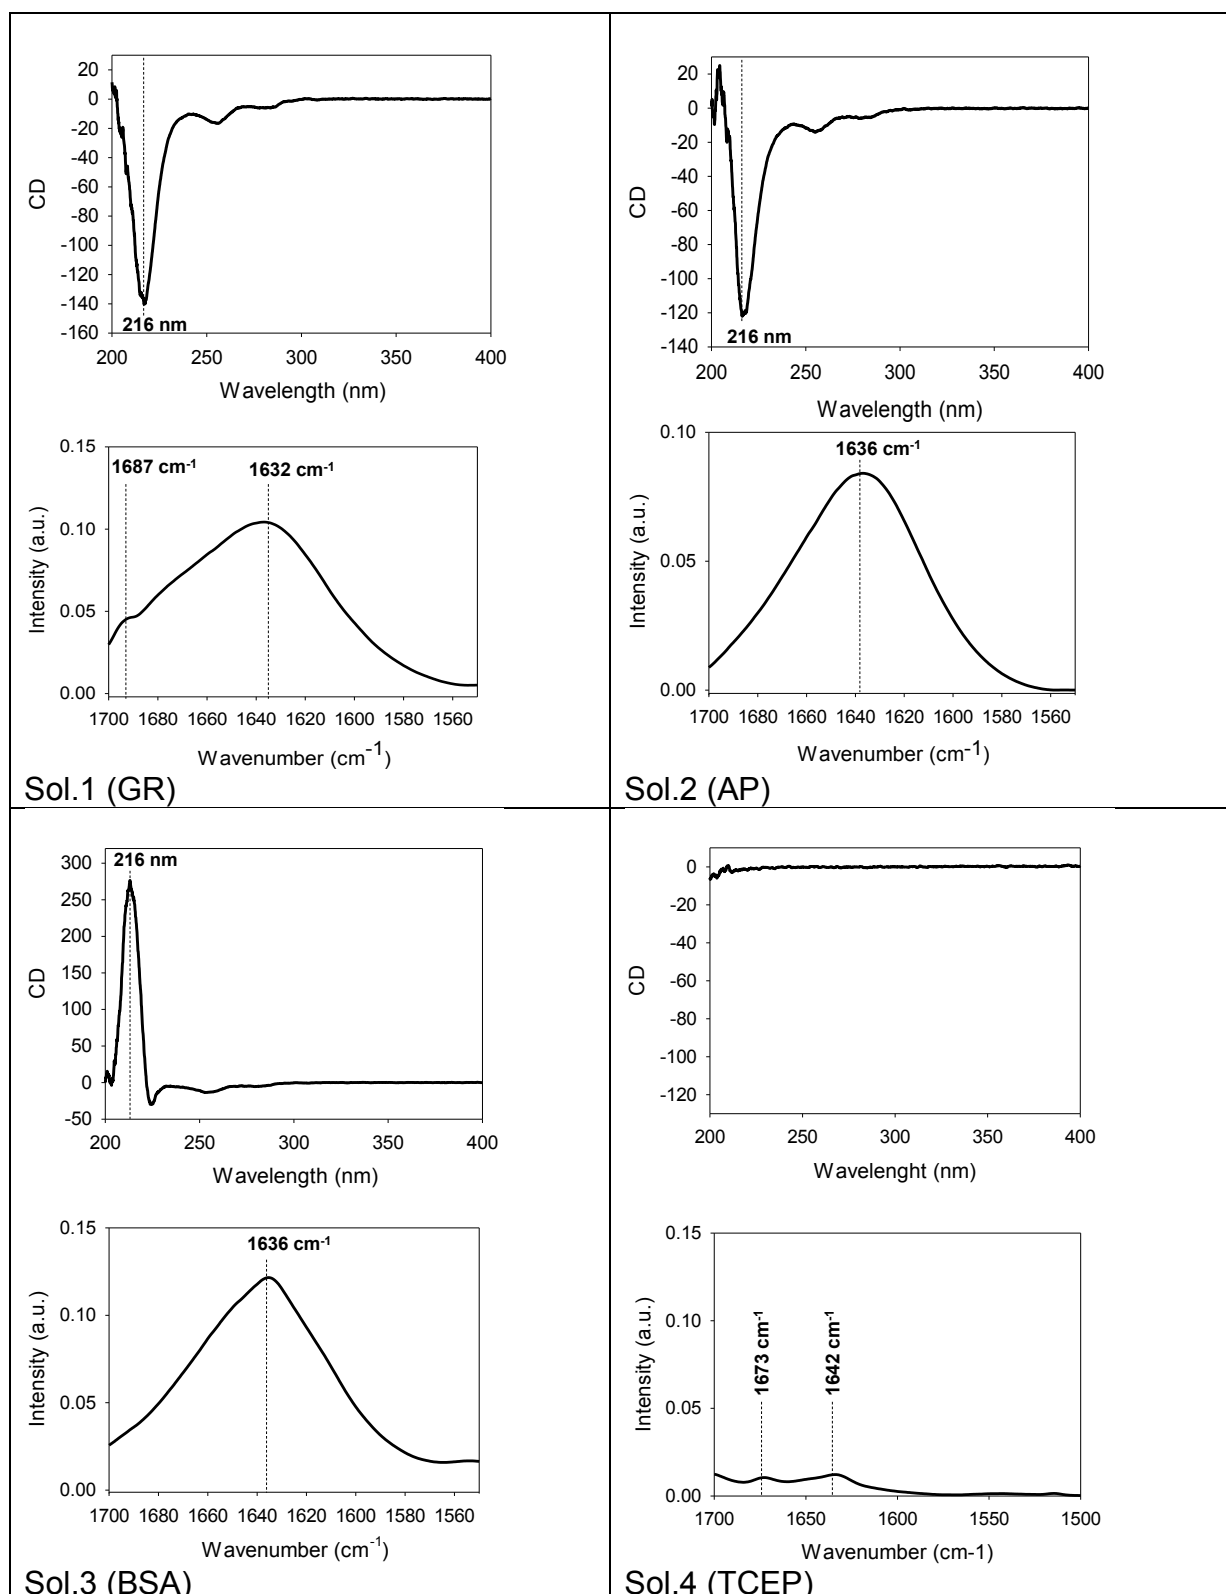 20
0
-20
-40
-60
-80
-100
-120
-140
-160
CD
216 nm
200 250 300 350 400
Wavelength (nm)
0.15
0.10
0.05
0.00
Intensity (a.u.)
1687 cm-1 1632 cm-1
1700 1680 1660 1640 1620 1600 1580 1560
Wavenumber (cm-1)
Sol.1 (GR)
20
0
-20
-40
-60
-80
-100
-120
-140
CD
216 nm
200 250 300 350 400
Wavelength (nm)
0.10
0.05
0.00
Intensity (a.u.)
1636 cm-1
1700 1680 1660 1640 1620 1600 1580 1560
Wavenumber (cm-1)
Sol.2 (AP)
300
250
200
150
100
50
0
-50
CD
216 nm
200 250 300 350 400
Wavelength (nm)
0.15
0.10
0.05
0.00
Intensity (a.u.)
1636 cm-1
1700 1680 1660 1640 1620 1600 1580 1560
Wavenumber (cm-1)
Sol.3 (BSA)
0
-20
-40
-60
-80
-100
-120
CD
200 250 300 350 400
Wavelenght (nm)
0.15
0.10
0.05
0.00
Intensity (a.u.)
1673 cm-1
1642 cm-1
1700 1650 1600 1550 1500
Wavenumber (cm-1)
Sol.4 (TCEP)